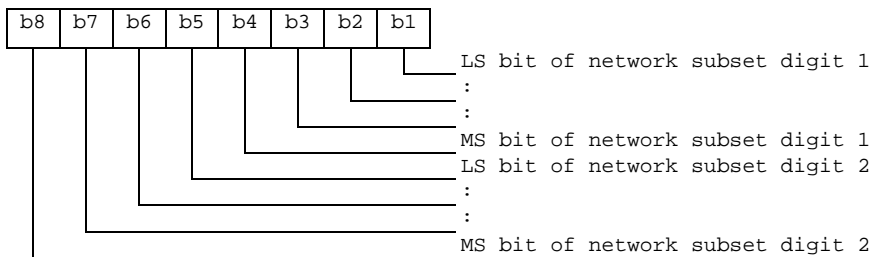 b8 b7 b6 b5 b4 b3 b2 b1
LS bit of network subset digit 1
:
:
MS bit of network subset digit 1
LS bit of network subset digit 2
:
:
MS bit of network subset digit 2